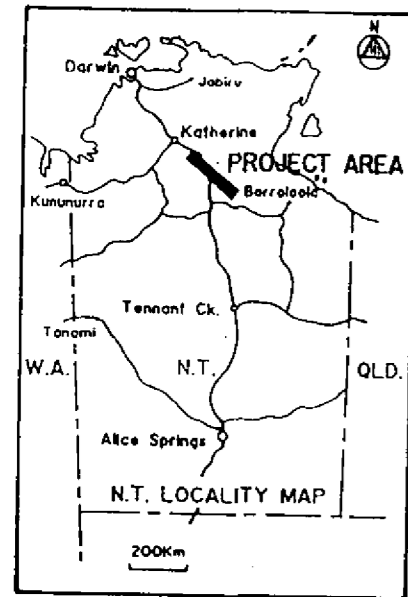 N
Darwin
Jabiru
Katherine
PROJECT AREA
Borroloola
Kununurra
Tennant Ck.
Tanami
W.A.
N.T.
QLD.
Alice Springs
N.T. LOCALITY MAP
200Km